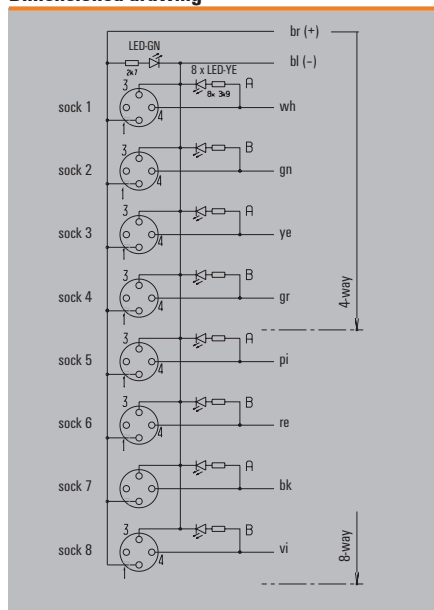 Dimensioned drawing
br (+)
LED-GN
bl (–)
2k7
8 x LED-YE
A
8x 3k9
3
sock 1
wh
1
4
B
3
sock 2
gn
1
4
A
3
sock 3
ye
1
4
B
3
sock 4
gr
1
4
4-way
A
3
sock 5
pi
1
4
B
3
sock 6
re
1
4
A
sock 7
bk
B
3
sock 8
vi
1
4
8-way